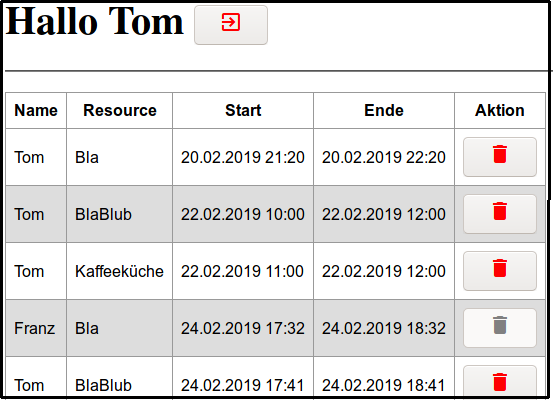 Hallo Tom
Name Resource Start Ende Aktion
Tom Bla 20.02.2019 21:20 20.02.2019 22:20
Tom BlaBlub 22.02.2019 10:00 22.02.2019 12:00
Tom Kaffeeküche 22.02.2019 11:00 22.02.2019 12:00
Franz Bla 24.02.2019 17:32 24.02.2019 18:32
Tom BlaBlub 24.02.2019 17:41 24.02.2019 18:41